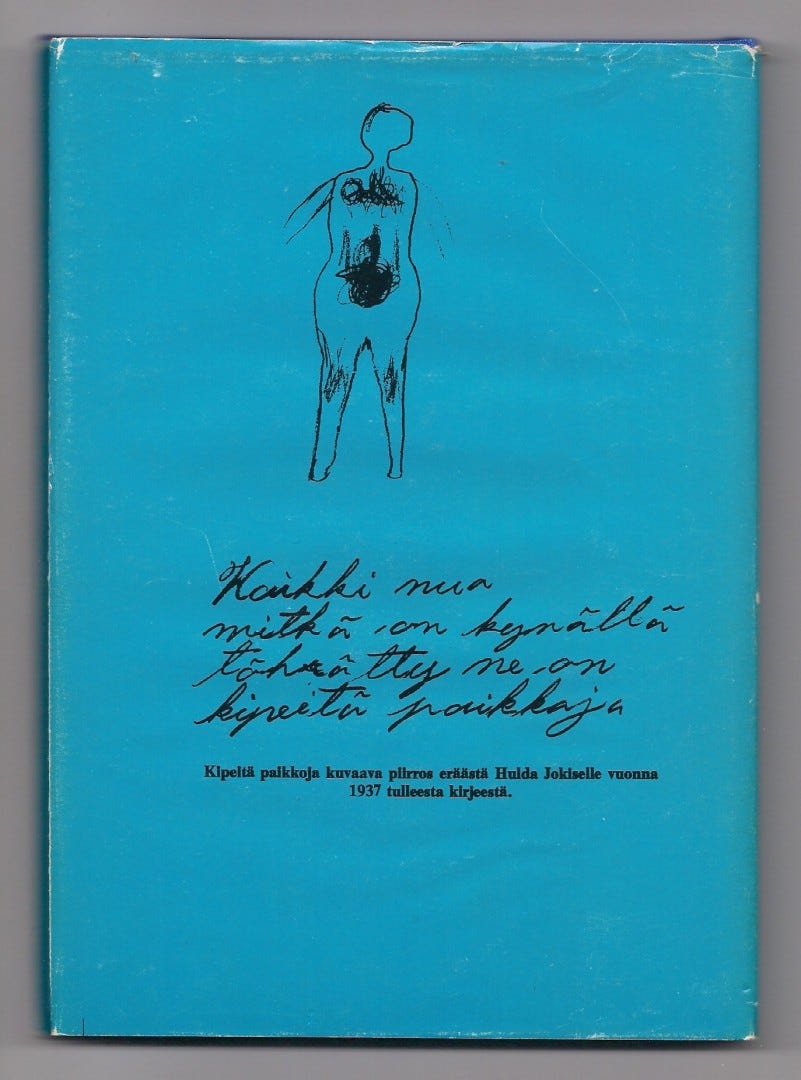 Kaikki nua
mitkä on kynällä
töhrätty ne on
kipeitä paikkoja
Kipeitä paikkoja kuvaava piirros eräästä Hulda Jokiselle vuonna
1937 tulleesta kirjeestä.